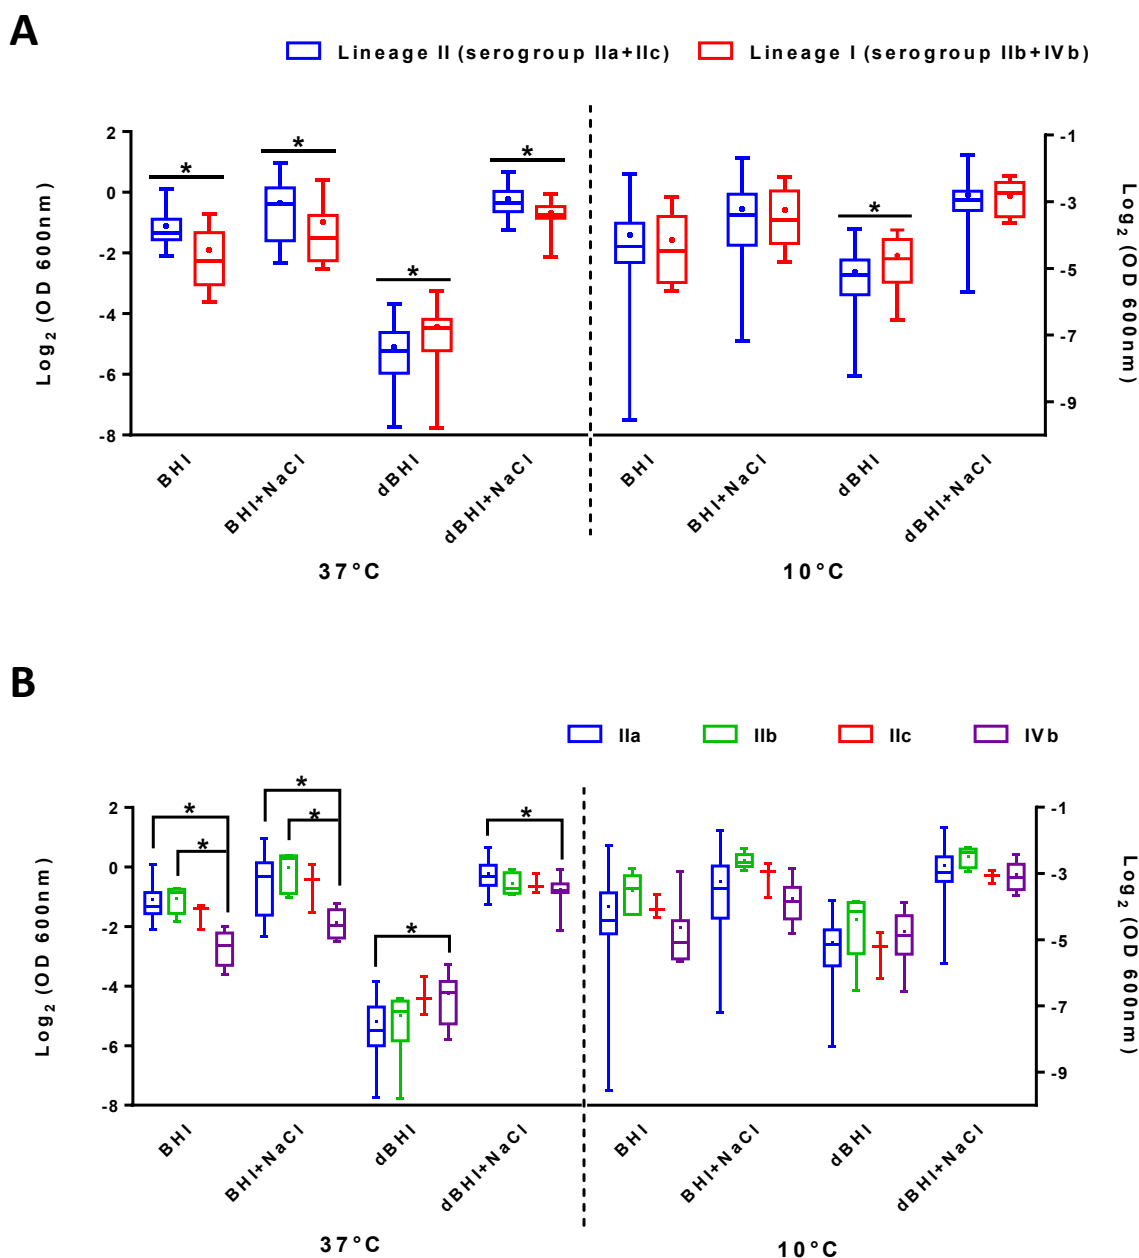 A
Lineage II (serogroup IIa+IIc)
Lineage I (serogroup IIb+IVb)
Log2 (OD 600nm)
2
0
-2
-4
-6
-8
* * * * *
-1
-3
-5
-7
-9
Log2 (OD 600nm)
BHI
BHI+NaCl
dBHI
dBHI+NaCl
BHI
BHI+NaCl
dBHI
dBHI+NaCl
37°C
10°C
B
IIa
IIb
IIc
IVb
Log2 (OD 600nm)
2
0
-2
-4
-6
-8
* * * * * *
-1
-3
-5
-7
-9
Log2 (OD 600nm)
BHI
BHI+NaCl
dBHI
dBHI+NaCl
BHI
BHI+NaCl
dBHI
dBHI+NaCl
37°C
10°C